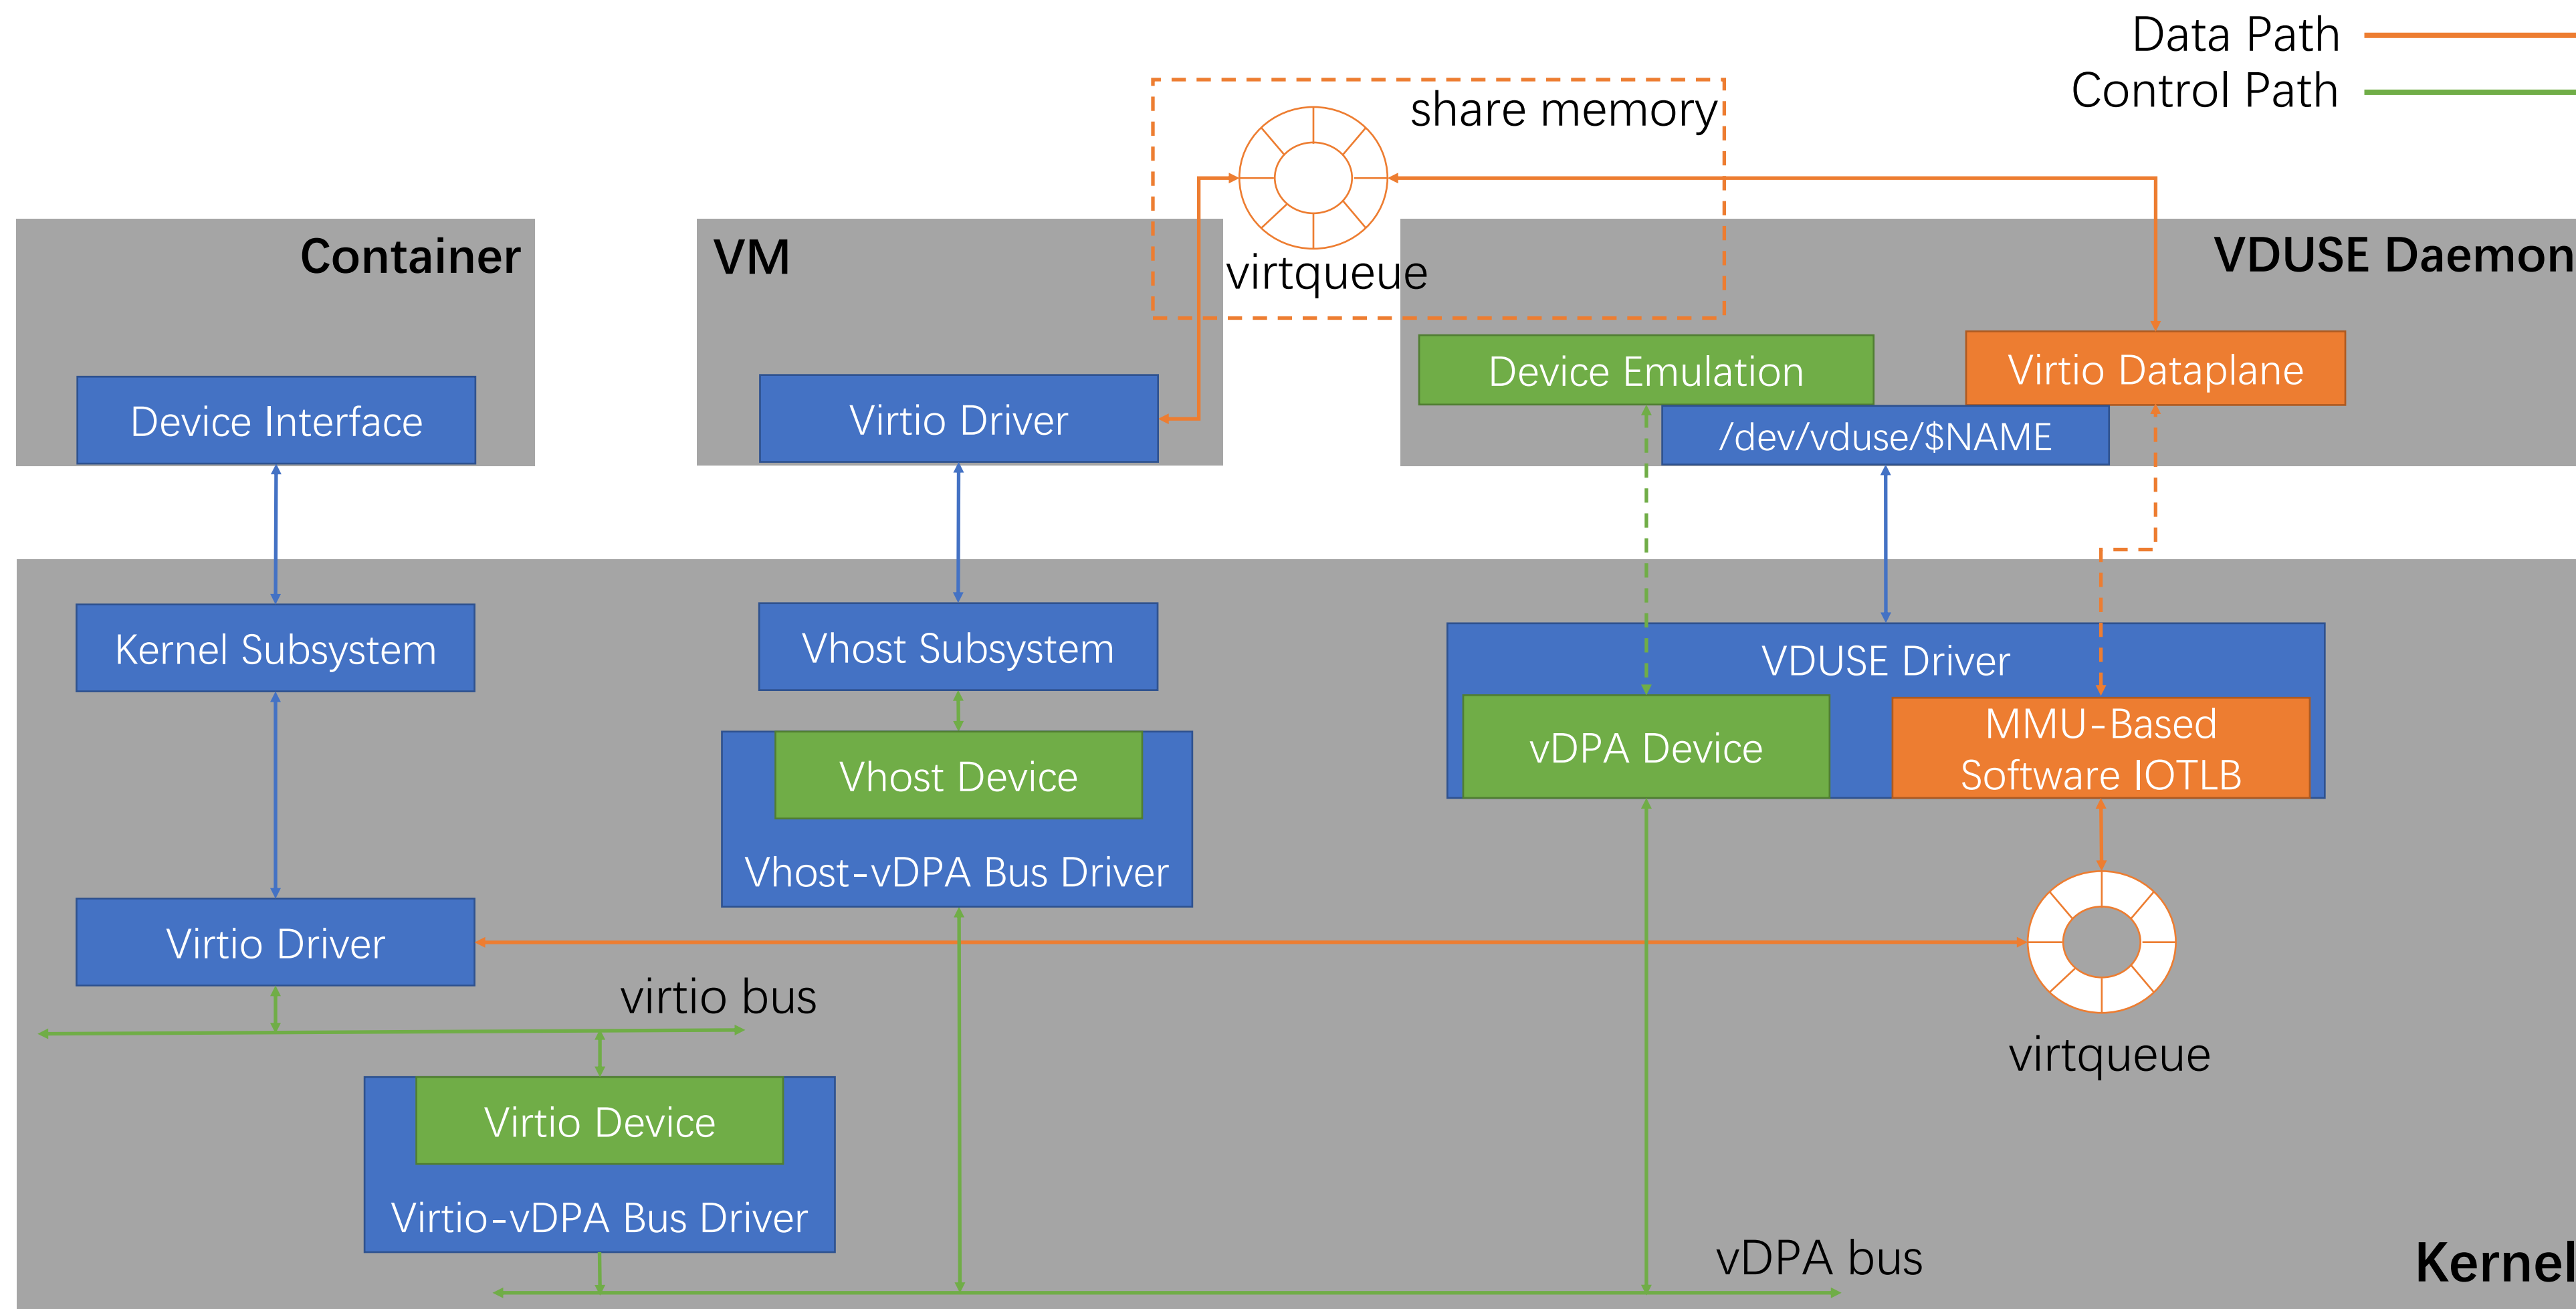 Data Path
Control Path
share memory
virtqueue
Container
VM
VDUSE Daemon
Device Interface
Virtio Driver
Device Emulation
Virtio Dataplane
/dev/vduse/$NAME
Kernel Subsystem
Vhost Subsystem
VDUSE Driver
vDPA Device
MMU-Based
Software IOTLB
Vhost Device
Vhost-vDPA Bus Driver
Virtio Driver
virtio bus
virtqueue
Virtio Device
Virtio-vDPA Bus Driver
vDPA bus
Kernel